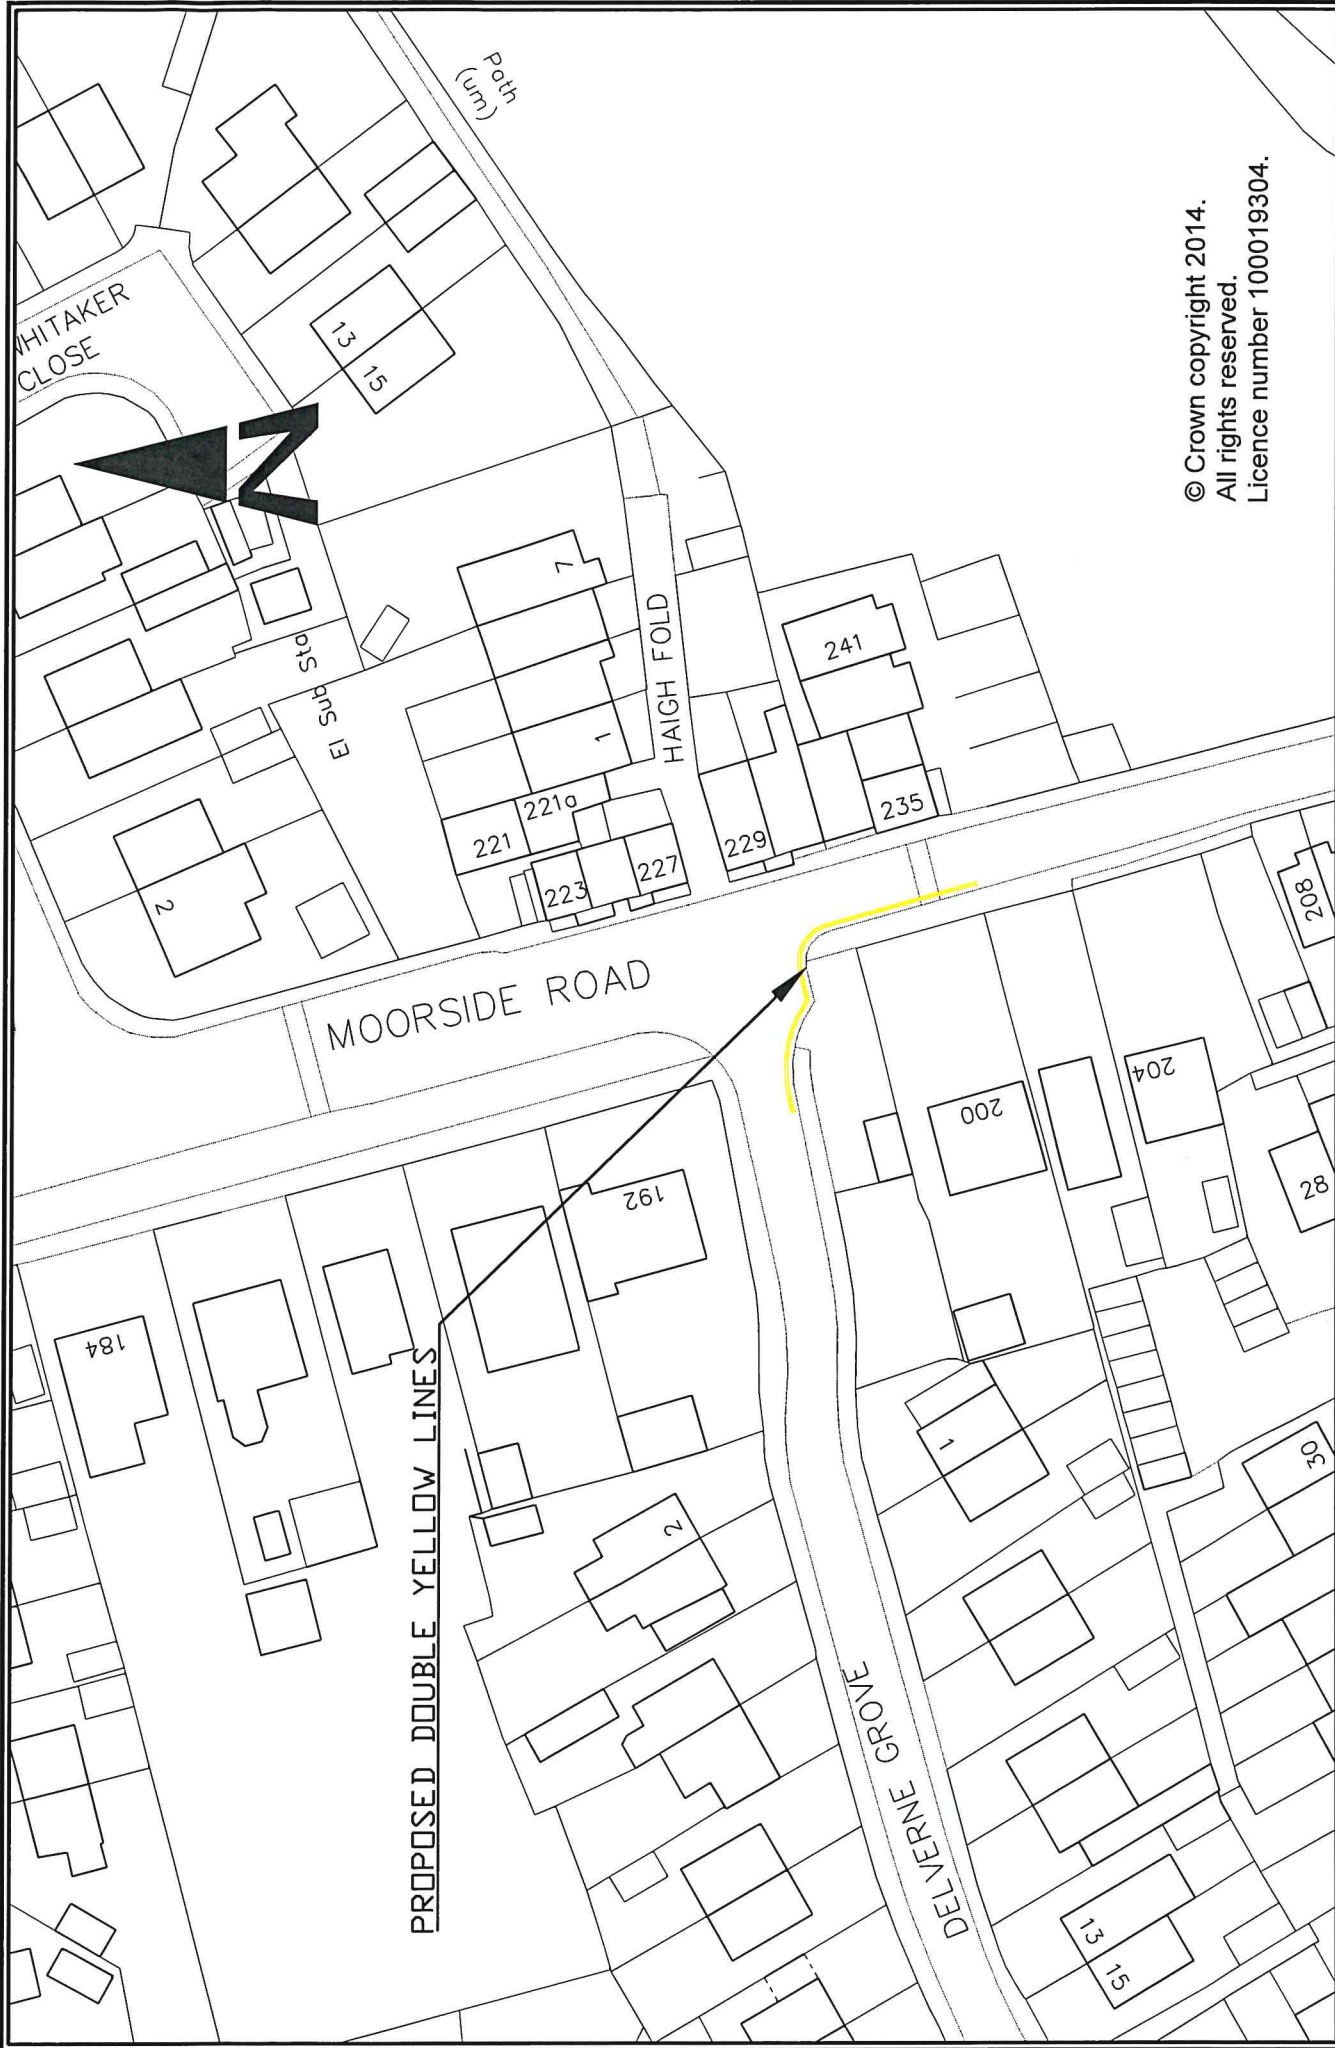 Path
(um)
WHITAKER
CLOSE
N
13
15
El Sub Sta
7
1
HAIGH FOLD
221
221a
223
227
229
235
241
2
MOORSIDE ROAD
184
192
200
204
208
28
30
PROPOSED DOUBLE YELLOW LINES
2
1
DELVERNE GROVE
13
15
© Crown copyright 2014.
All rights reserved.
Licence number 100019304.